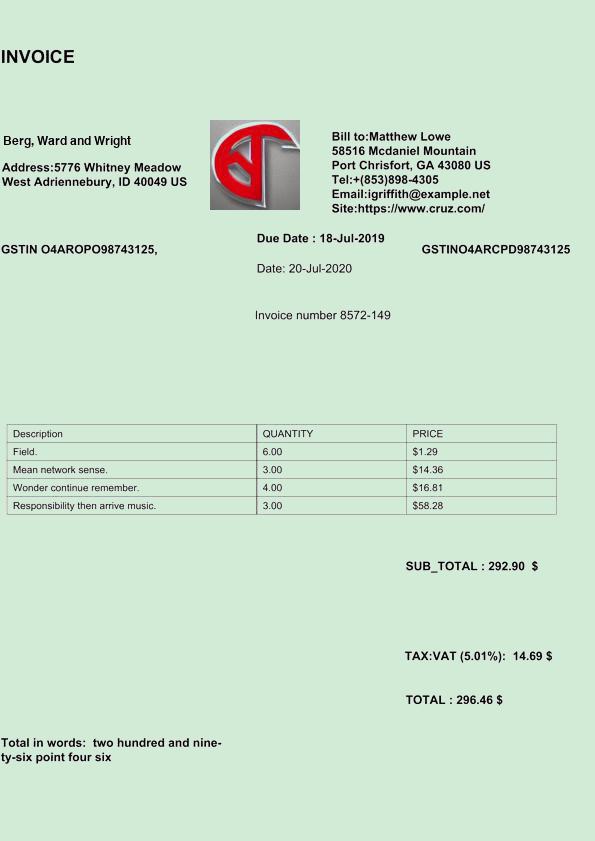 INVOICE
Berg, Ward and Wright
Address:5776 Whitney Meadow
West Adriennebury, ID 40049 US
Bill to:Matthew Lowe
58516 Mcdaniel Mountain
Port Chrisfort, GA 43080 US
Tel:+(853)898-4305
Email:igriffith@example.net
Site:https://www.cruz.com/
GSTIN O4AROPO98743125,
Due Date : 18-Jul-2019
GSTINO4ARCPD98743125
Date: 20-Jul-2020
Invoice number 8572-149
Description QUANTITY PRICE
Field. 6.00 $1.29
Mean network sense. 3.00 $14.36
Wonder continue remember. 4.00 $16.81
Responsibility then arrive music. 3.00 $58.28
SUB_TOTAL : 292.90 $
TAX:VAT (5.01%): 14.69 $
TOTAL : 296.46 $
Total in words: two hundred and nine-
ty-six point four six